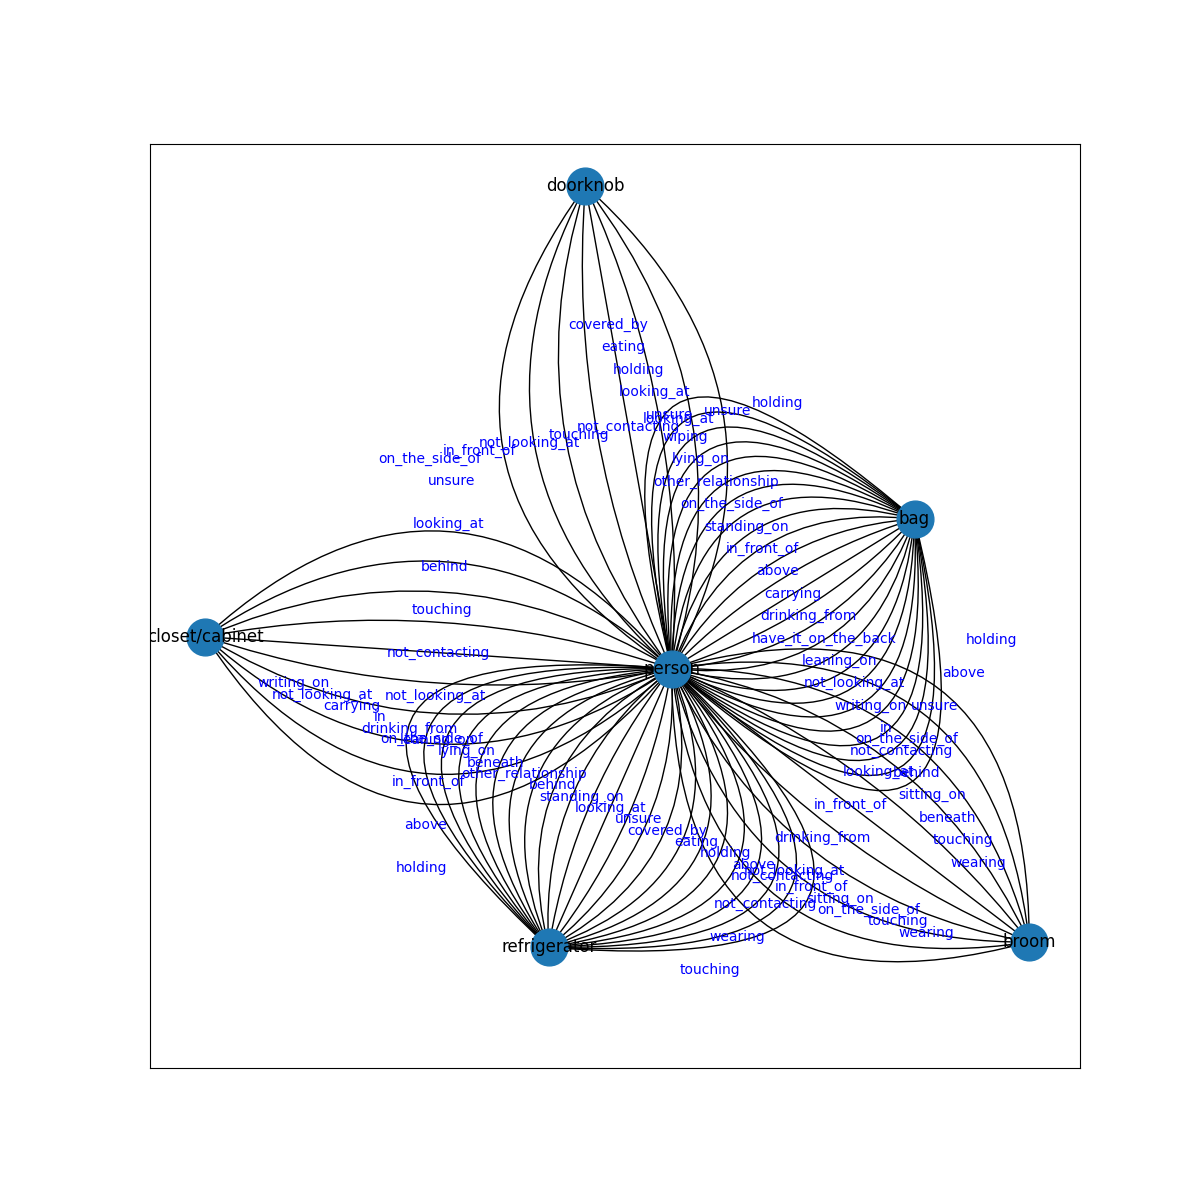 doorknob
covered_by
eating
holding
looking_at
holding
unsure
unsure
looking_at
not_contacting
touching
wiping
not_looking_at
in_front_of
on_the_side_of
lying_on
unsure
other_relationship
on_the_side_of
bag
looking_at
standing_on
in_front_of
behind
above
carrying
touching
drinking_from
closet/cabinet
have_it_on_the_back
holding
not_contacting
leaning_on
person
above
writing_on
not_looking_at
not_looking_at
not_looking_at
carrying
writing_on
unsure
in
drinking_from
in
on_the_side_of
leaning_on
on_the_side_of
lying_on
not_contacting
beneath
other_relationship
looking_at
behind
in_front_of
behind
standing_on
sitting_on
looking_at
in_front_of
unsure
beneath
above
covered_by
eating
drinking_from
touching
holding
above
wearing
holding
not_looking_at
not_contacting
in_front_of
sitting_on
not_contacting
on_the_side_of
touching
wearing
wearing
broom
refrigerator
touching